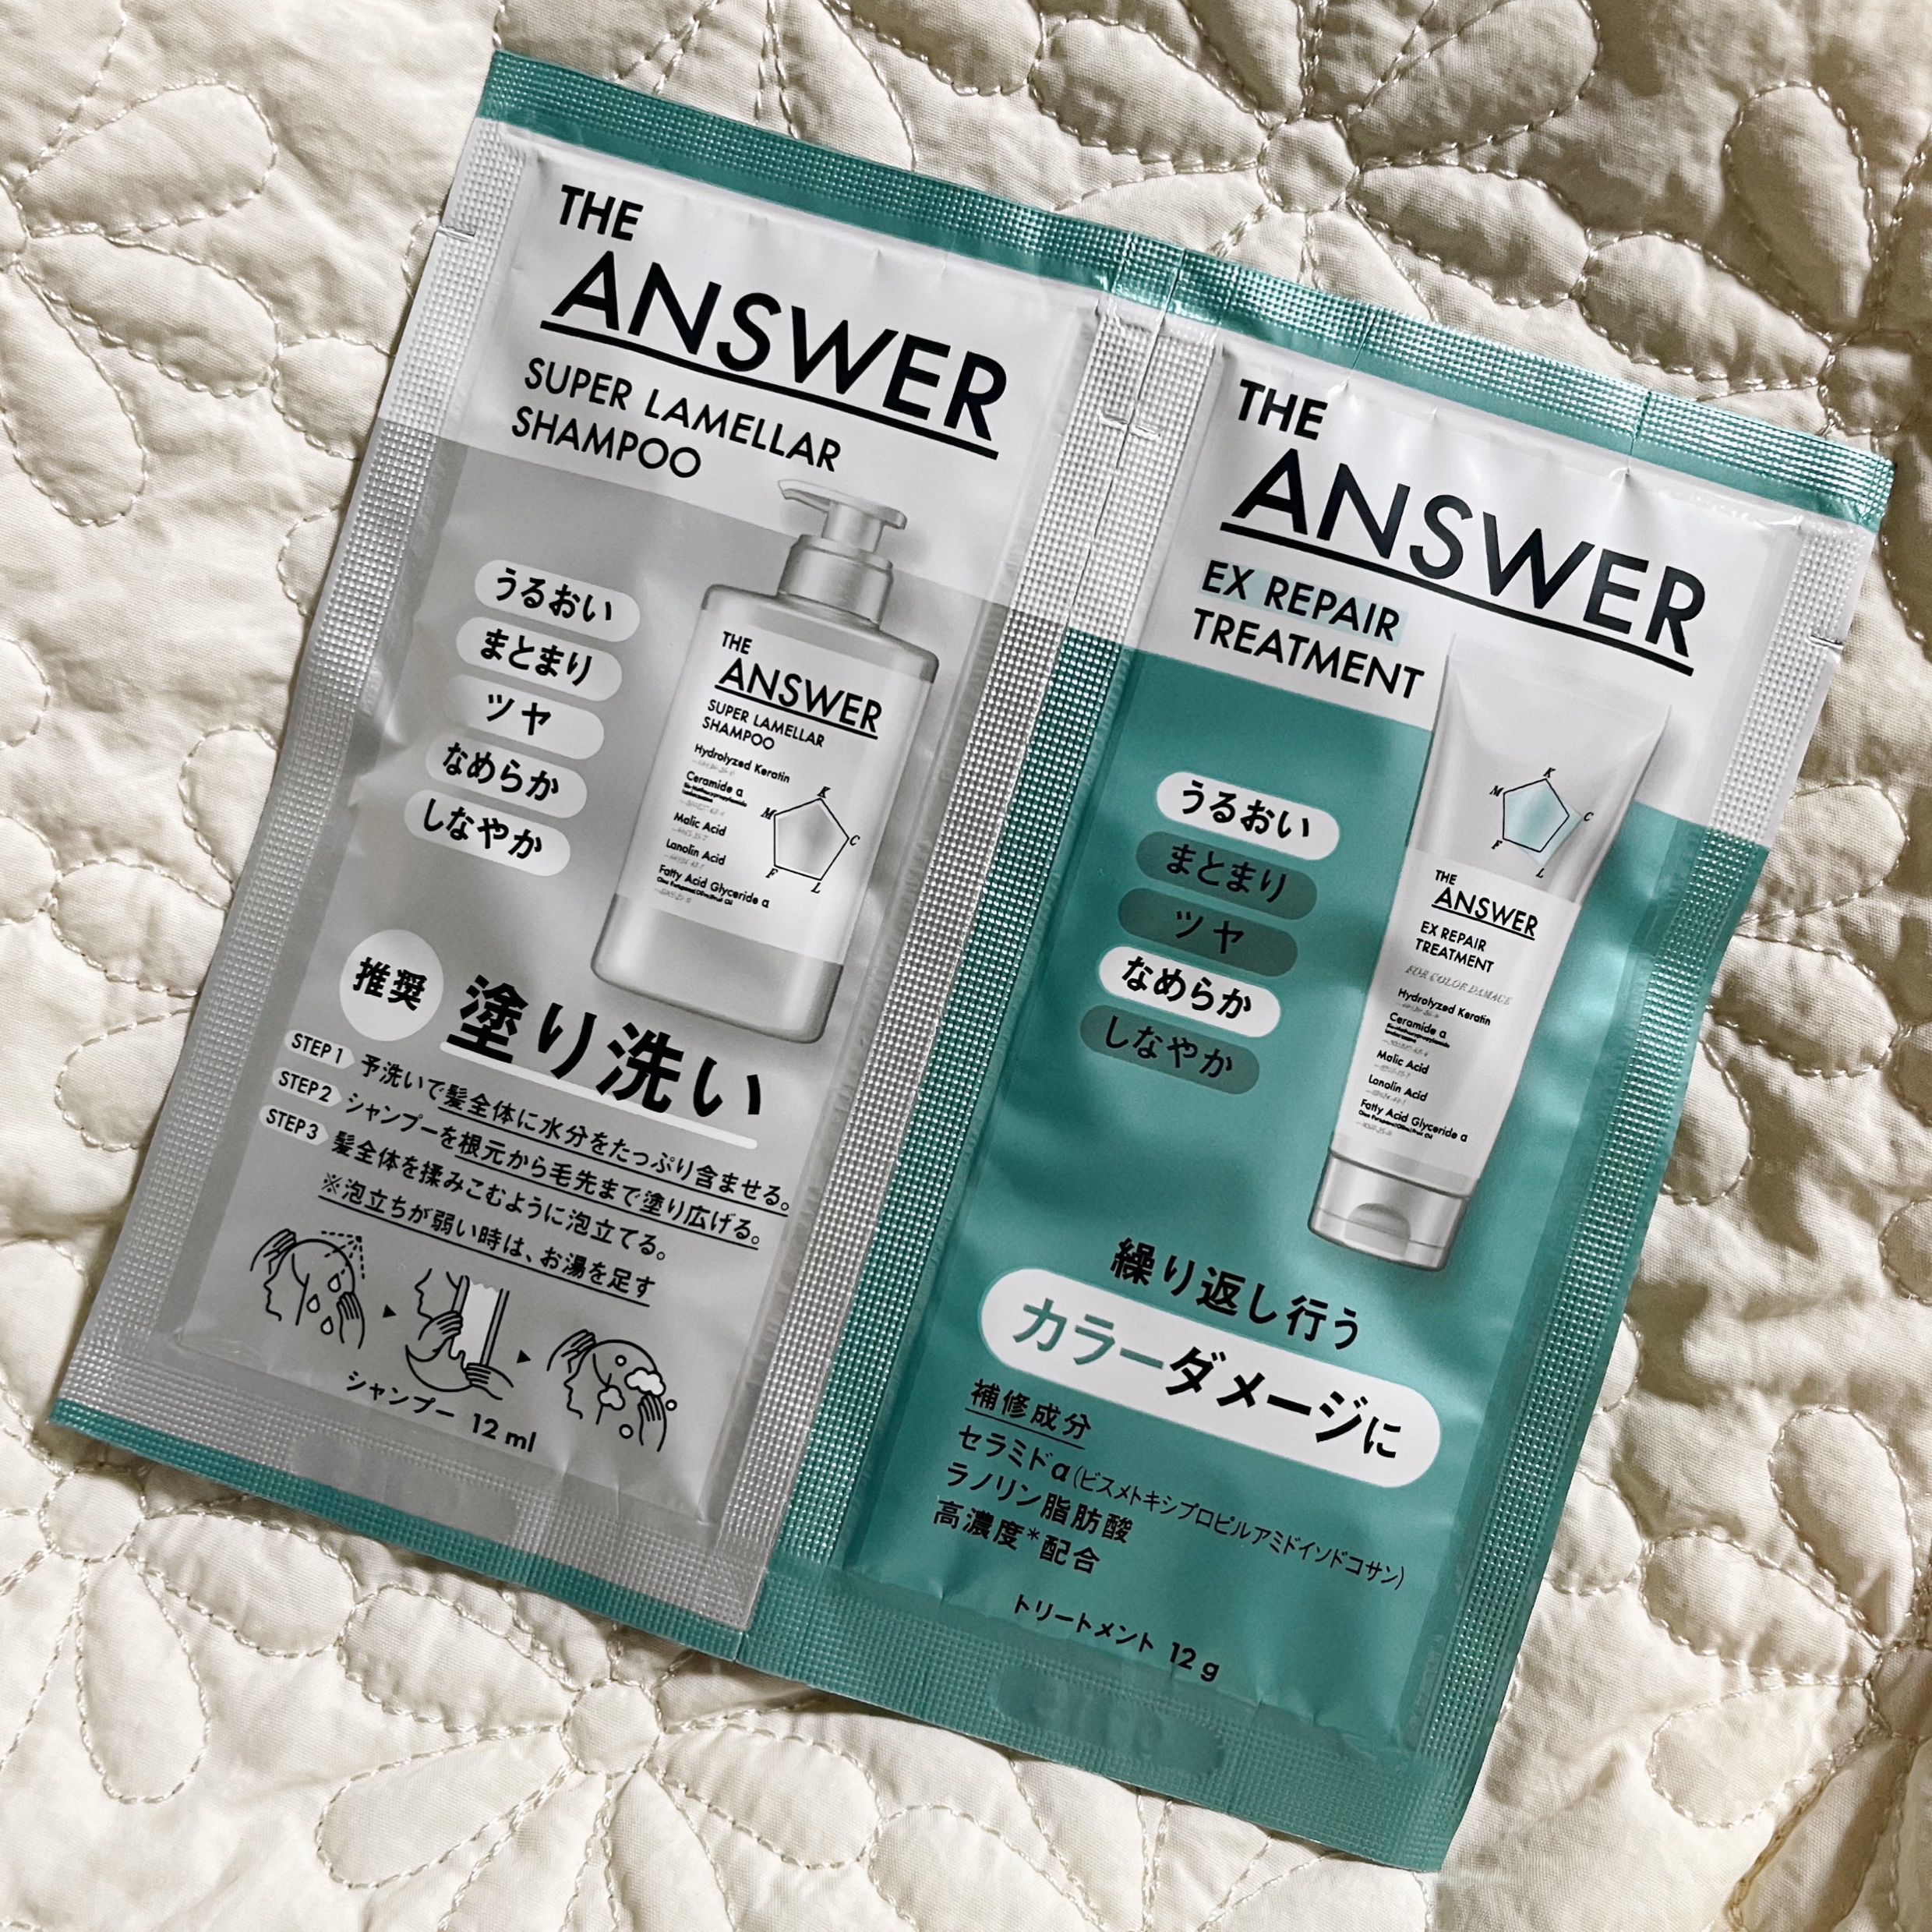 THE
ANSWER
SUPER LAMELLAR
SHAMPOO
うるおい
まとまり
ツヤ
なめらか
しなやか
THE
ANSWER
SUPER LAMELLAR
SHAMPOO
Hydrolyzed Keratin
Ceramide α
Malic Acid
Lanolin Acid
Fatty Acid Glyceride α
K
M
C
F
L
推奨
塗り洗い
STEP 1 予洗いで髪全体に水分をたっぷり含ませる。
STEP 2 シャンプーを根元から毛先まで塗り広げる。
STEP 3 髪全体を揉みこむように泡立てる。
※泡立ちが弱い時は、お湯を足す
シャンプー 12 ml
THE
ANSWER
EX REPAIR
TREATMENT
うるおい
まとまり
ツヤ
なめらか
しなやか
K
M
C
F
L
THE
ANSWER
EX REPAIR
TREATMENT
FOR COLOR DAMAGE
Hydrolyzed Keratin
Ceramide α
Malic Acid
Lanolin Acid
Fatty Acid Glyceride α
繰り返し行う
カラーダメージに
補修成分
セラミドα(ビスメトキシプロピルアミドイソドコサン)
ラノリン脂肪酸
高濃度*配合
トリートメント 12 g